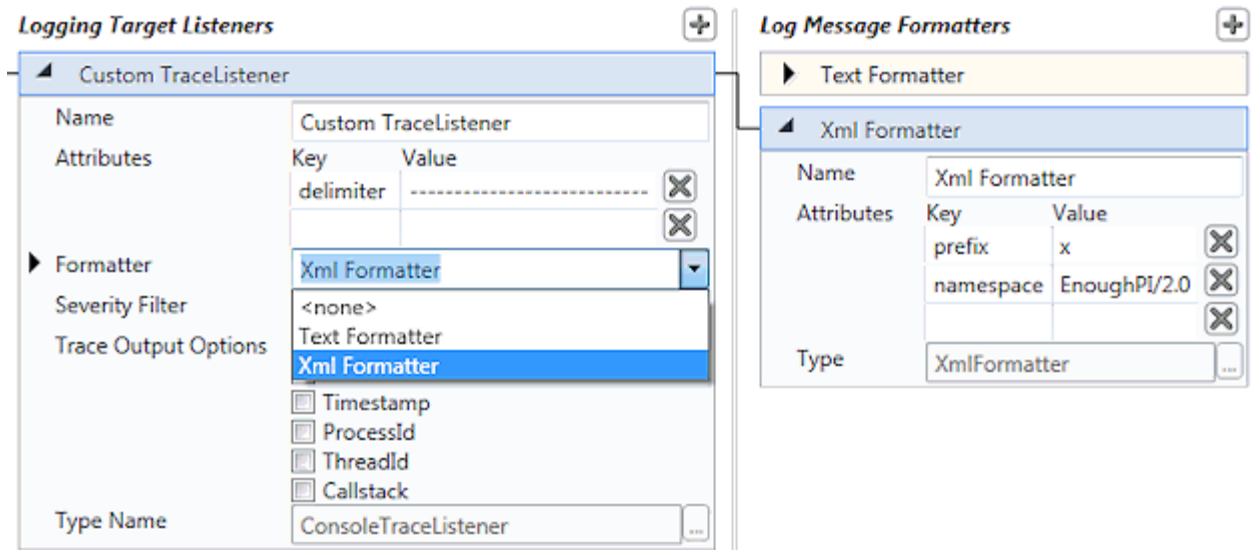 Logging Target Listeners
Custom TraceListener
Name
Custom TraceListener
Attributes
Key Value
delimiter ---------------------------
Formatter
Xml Formatter
<none>
Text Formatter
Xml Formatter
Severity Filter
Trace Output Options
Timestamp
ProcessId
ThreadId
Callstack
Type Name
ConsoleTraceListener
...
Log Message Formatters
Text Formatter
Xml Formatter
Name
Xml Formatter
Attributes
Key Value
prefix x
namespace EnoughPI/2.0
Type
XmlFormatter
...